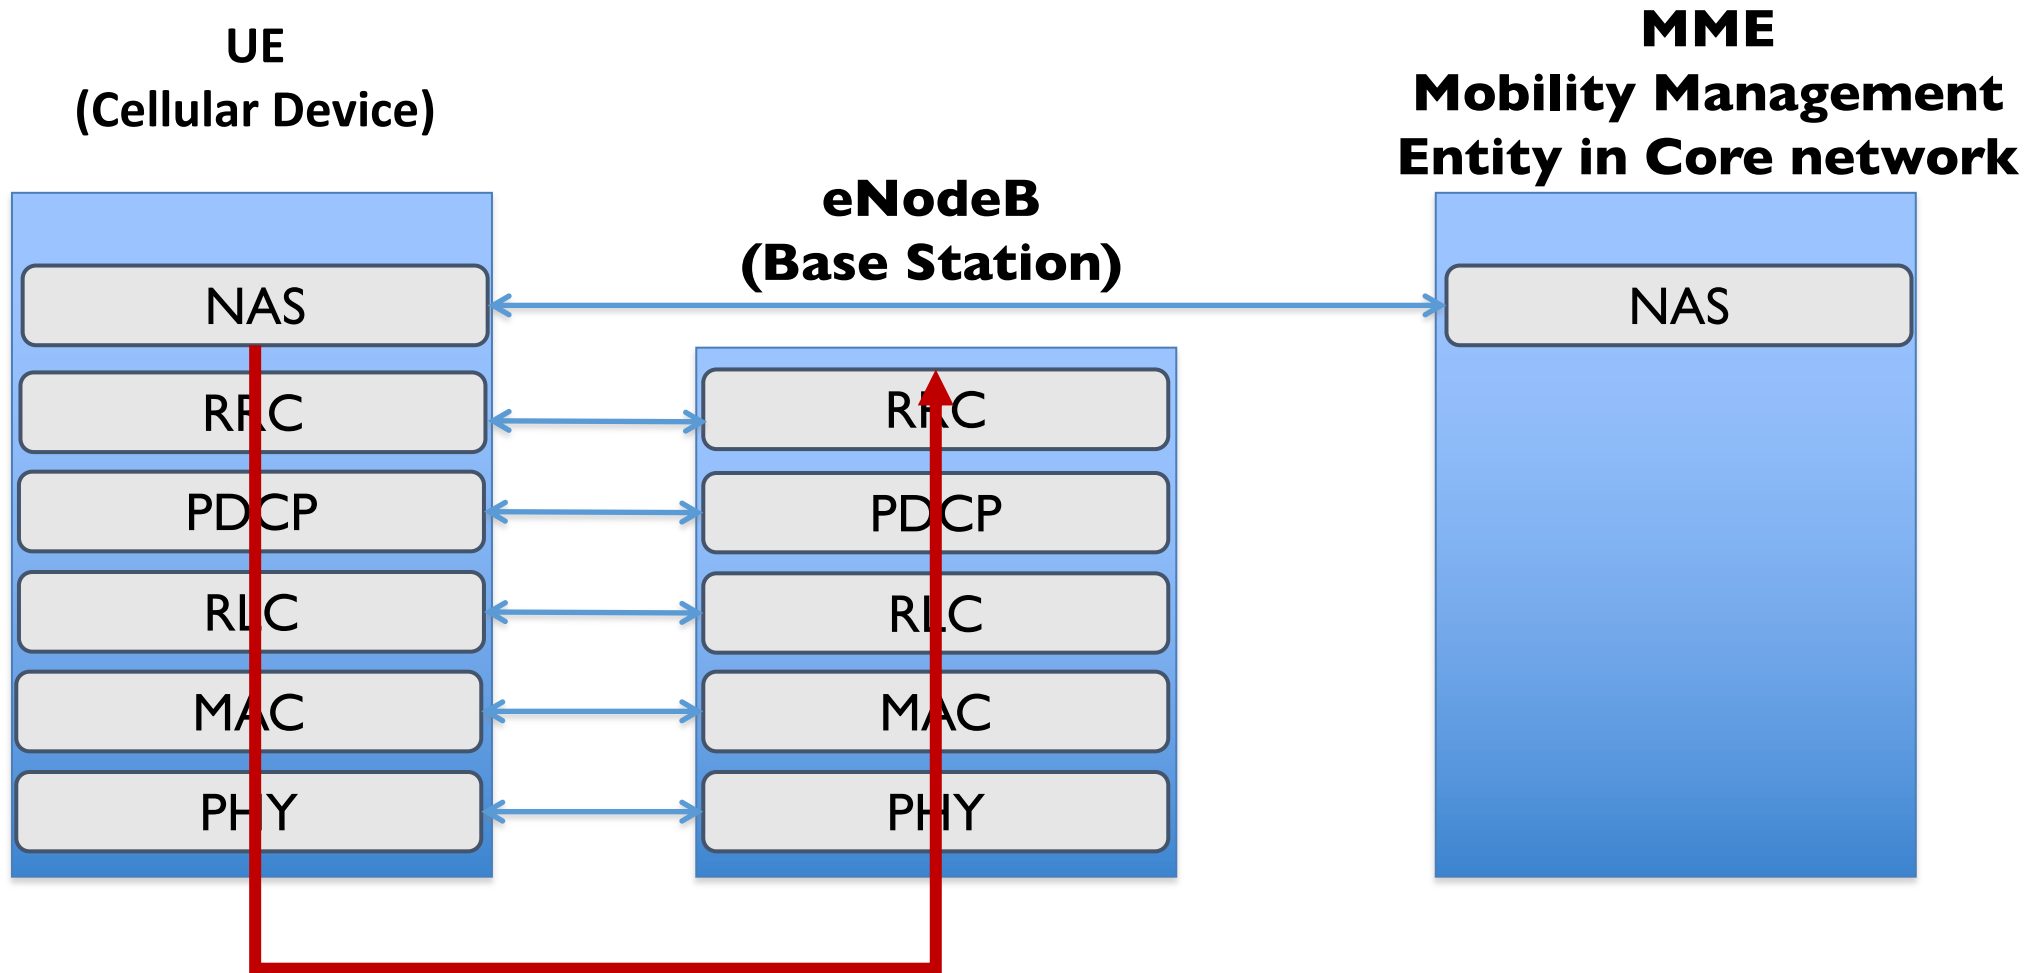 UE
(Cellular Device)
MME
Mobility Management
Entity in Core network
eNodeB
(Base Station)
NAS
RRC
PDCP
RLC
MAC
PHY
RRC
PDCP
RLC
MAC
PHY
NAS